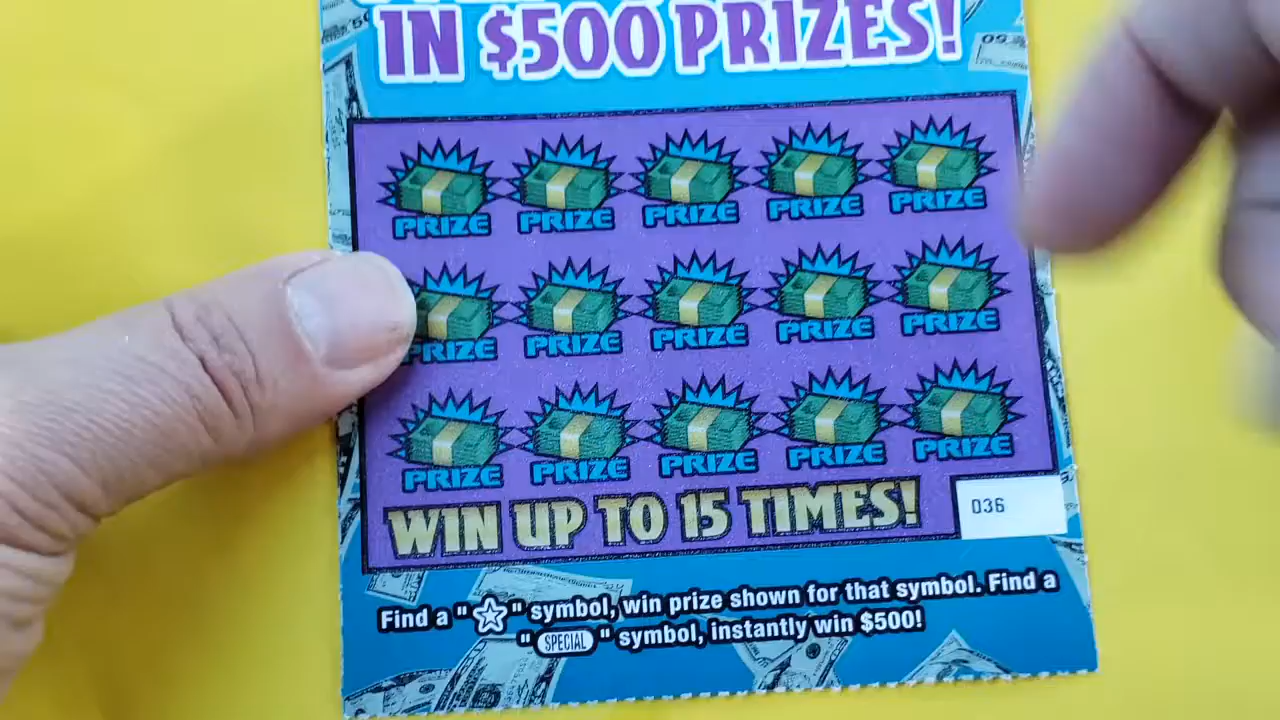 IN $500 PRIZES!
PRIZE PRIZE PRIZE PRIZE PRIZE
PRIZE PRIZE PRIZE PRIZE PRIZE
PRIZE PRIZE PRIZE PRIZE PRIZE
WIN UP TO 15 TIMES!
036
Find a "☆" symbol, win prize shown for that symbol. Find a
"SPECIAL" symbol, instantly win $500!